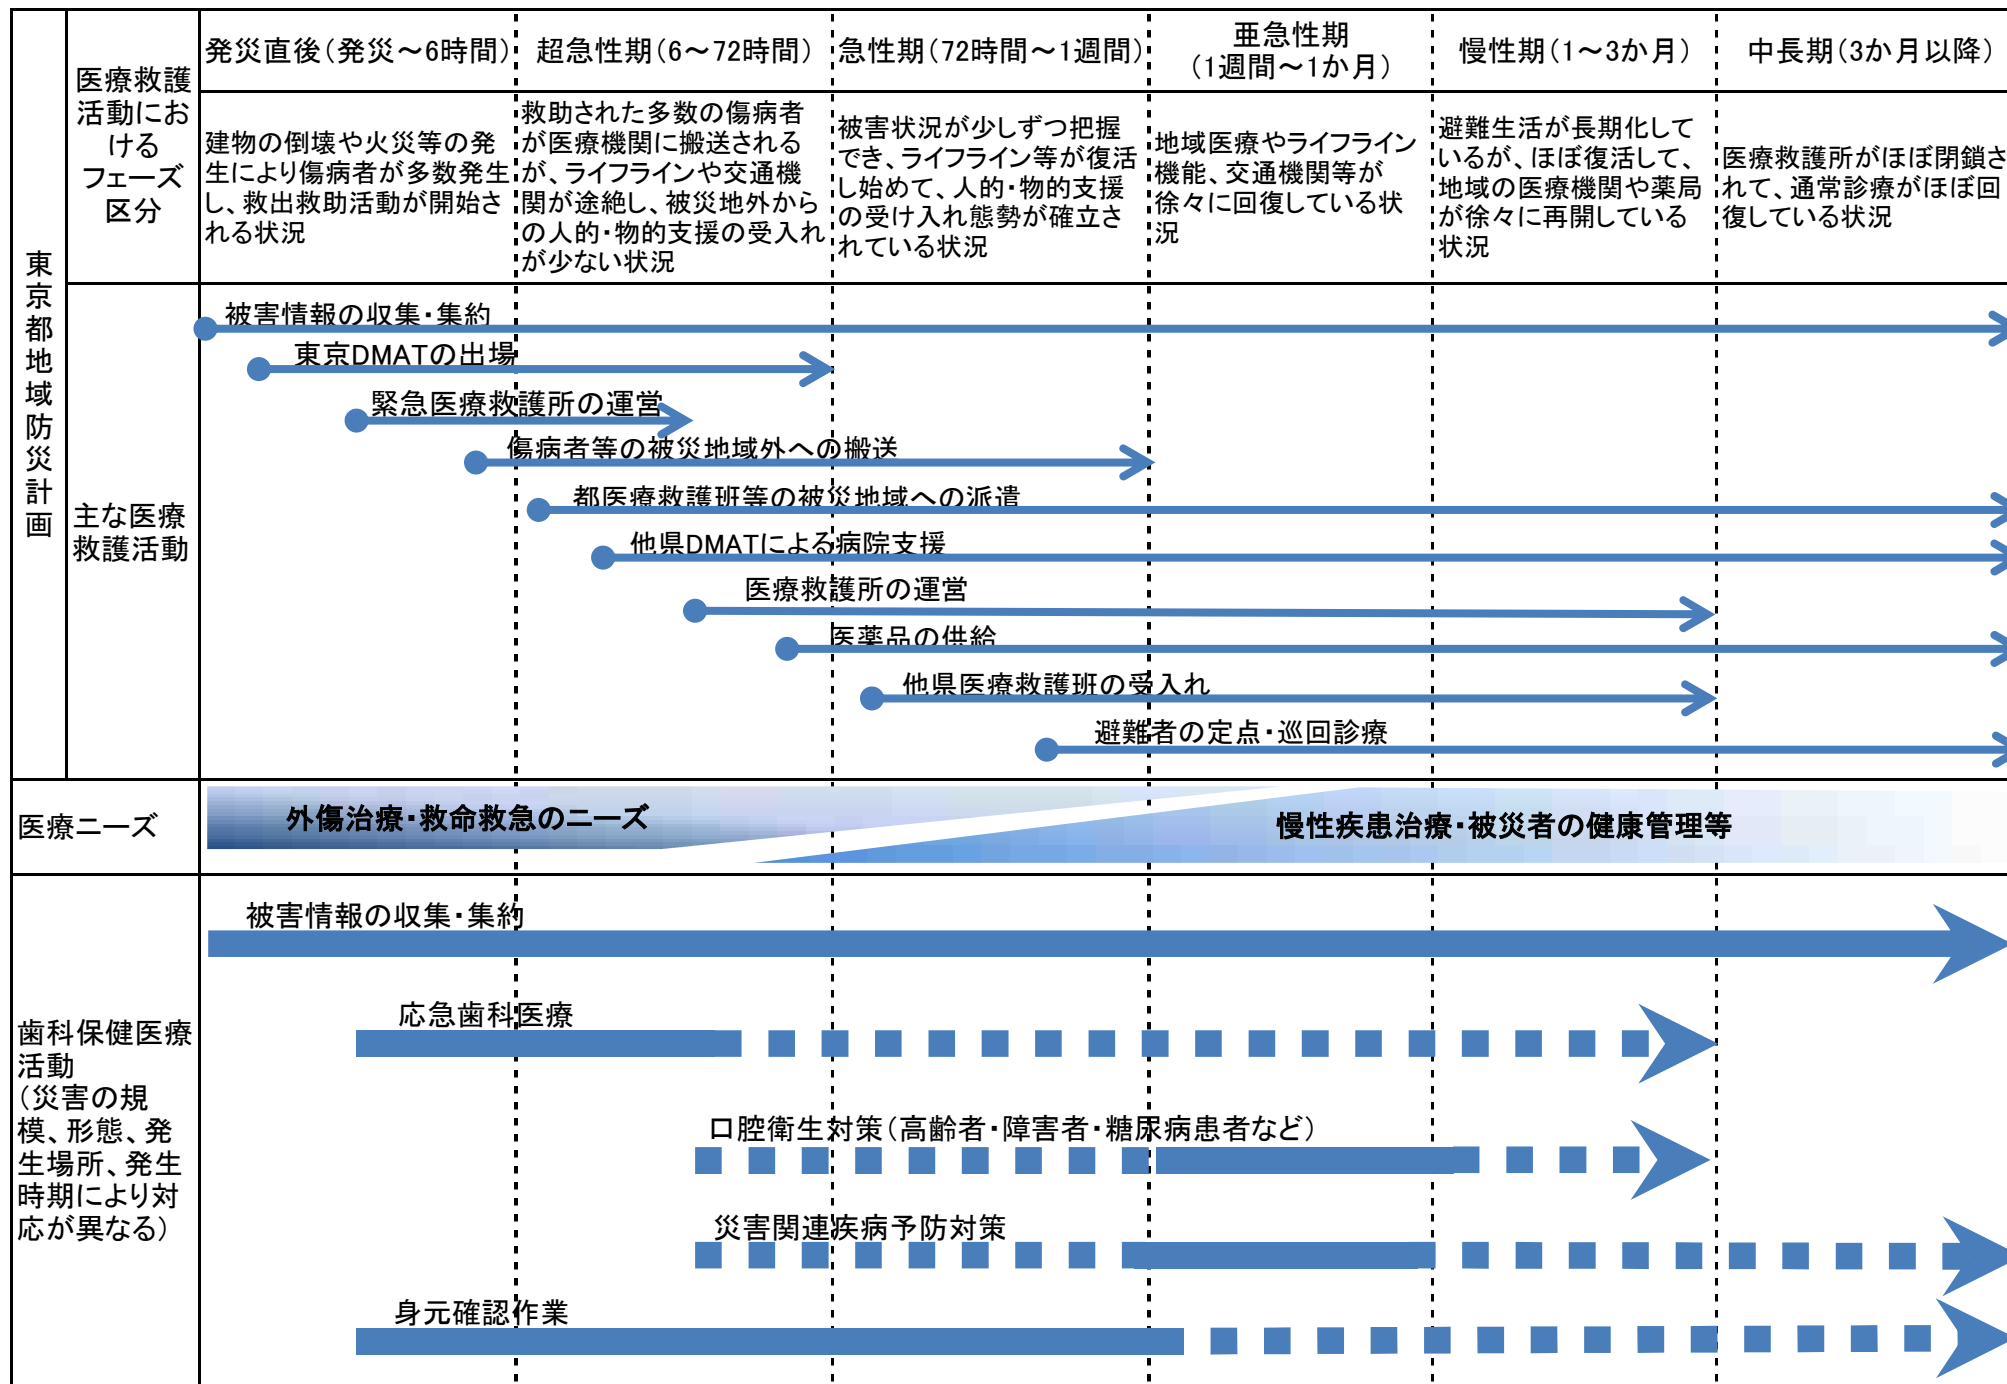 東京都地域防災計画
医療救護
活動にお
ける
フェーズ
区分
発災直後（発災～6時間）
超急性期（6～72時間）
急性期（72時間～1週間）
亜急性期
（1週間～1か月）
慢性期（1～3か月）
中長期（3か月以降）
建物の倒壊や火災等の発
生により傷病者が多数発生
し、救出救助活動が開始さ
れる状況
救助された多数の傷病者
が医療機関に搬送される
が、ライフラインや交通機
関が途絶し、被災地外から
の人的・物的支援の受入れ
が少ない状況
被害状況が少しずつ把握
でき、ライフライン等が復活
し始めて、人的・物的支援
の受け入れ態勢が確立さ
れている状況
地域医療やライフライン
機能、交通機関等が
徐々に回復している状
況
避難生活が長期化して
いるが、ほぼ復活して、
地域の医療機関や薬局
が徐々に再開している
状況
医療救護所がほぼ閉鎖さ
れて、通常診療がほぼ回
復している状況
主な医療
救護活動
被害情報の収集・集約
東京DMATの出場
緊急医療救護所の運営
傷病者等の被災地域外への搬送
都医療救護班等の被災地域への派遣
他県DMATによる病院支援
医療救護所の運営
医薬品の供給
他県医療救護班の受入れ
避難者の定点・巡回診療
医療ニーズ
外傷治療・救命救急のニーズ
慢性疾患治療・被災者の健康管理等
歯科保健医療
活動
（災害の規
模、形態、発
生場所、発生
時期により対
応が異なる）
被害情報の収集・集約
応急歯科医療
口腔衛生対策（高齢者・障害者・糖尿病患者など）
災害関連疾病予防対策
身元確認作業